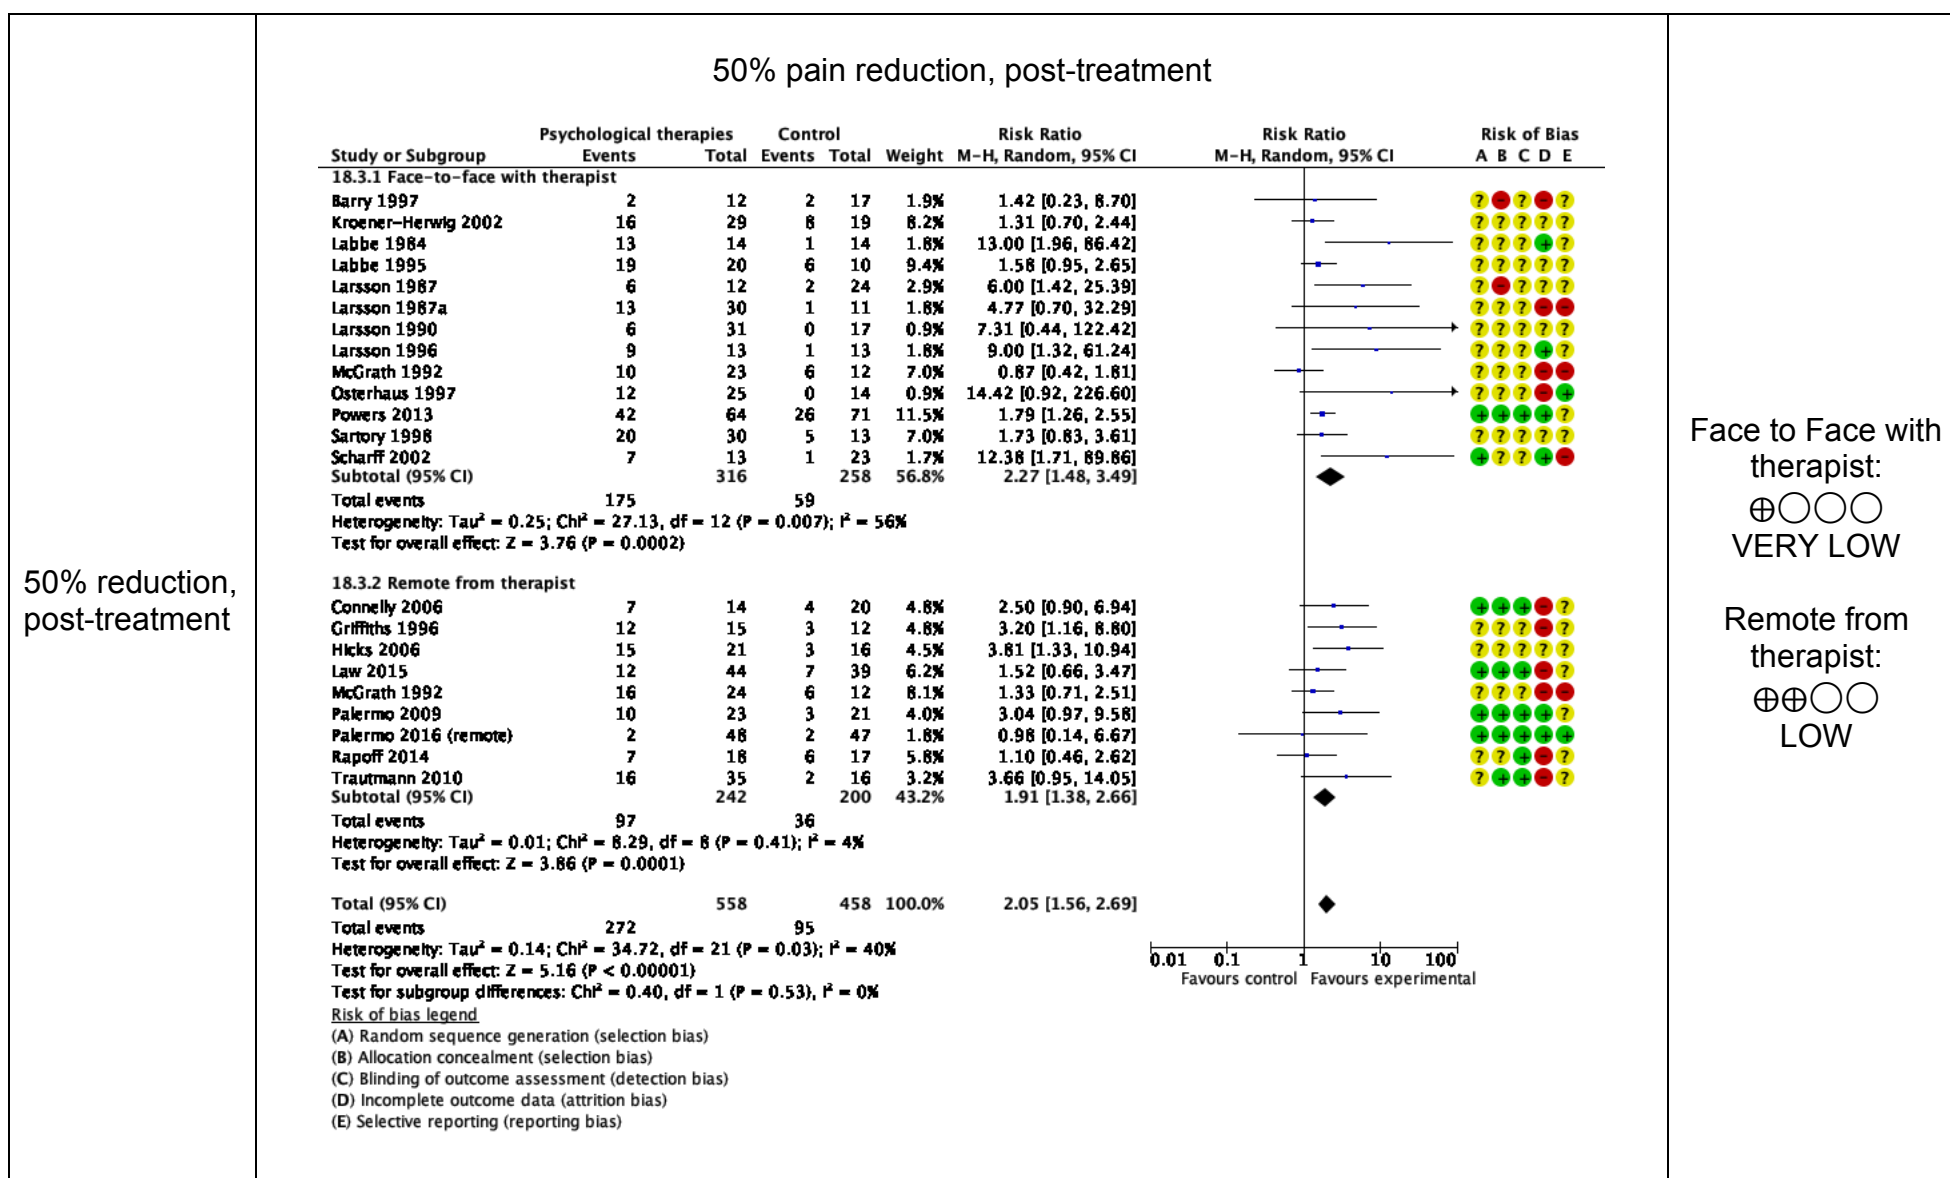 50% pain reduction, post-treatment
Psychological therapies Control Risk Ratio Risk Ratio Risk of Bias
Study or Subgroup Events Total Events Total Weight M-H, Random, 95% CI M-H, Random, 95% CI A B C D E
18.3.1 Face-to-face with therapist
Barry 1997 2 12 2 17 1.9% 1.42 [0.23, 8.70] ? - ? - ?
Kroener-Herwig 2002 16 29 8 19 8.2% 1.31 [0.70, 2.44] ? ? ? ? ?
Labbe 1984 13 14 1 14 1.8% 13.00 [1.96, 86.42] ? ? ? + ?
Labbe 1995 19 20 6 10 9.4% 1.58 [0.95, 2.65] ? ? ? ? ?
Larsson 1987 6 12 2 24 2.9% 6.00 [1.42, 25.39] ? - ? ? ?
Larsson 1987a 13 30 1 11 1.8% 4.77 [0.70, 32.29] ? ? ? - -
Larsson 1990 6 31 0 17 0.9% 7.31 [0.44, 122.42] ? ? ? ? ?
Larsson 1996 9 13 1 13 1.8% 9.00 [1.32, 61.24] ? ? ? + ?
McGrath 1992 10 23 6 12 7.0% 0.87 [0.42, 1.81] ? ? ? - -
Osterhaus 1997 12 25 0 14 0.9% 14.42 [0.92, 226.60] ? ? ? - +
Powers 2013 42 64 26 71 11.5% 1.79 [1.26, 2.55] + + + + ?
Sartory 1998 20 30 5 13 7.0% 1.73 [0.83, 3.61] ? ? ? ? ?
Scharff 2002 7 13 1 23 1.7% 12.38 [1.71, 89.86] + ? ? + -
Subtotal (95% CI) 316 258 56.8% 2.27 [1.48, 3.49]
Total events 175 59
Heterogeneity: Tau² = 0.25; Chi² = 27.13, df = 12 (P = 0.007); I² = 56%
Test for overall effect: Z = 3.76 (P = 0.0002)
18.3.2 Remote from therapist
Connelly 2006 7 14 4 20 4.8% 2.50 [0.90, 6.94] + + + - ?
Griffiths 1996 12 15 3 12 4.8% 3.20 [1.16, 8.80] ? ? ? - ?
Hicks 2006 15 21 3 16 4.5% 3.81 [1.33, 10.94] ? ? ? ? ?
Law 2015 12 44 7 39 6.2% 1.52 [0.66, 3.47] + + + - ?
McGrath 1992 16 24 6 12 8.1% 1.33 [0.71, 2.51] ? ? ? - -
Palermo 2009 10 23 3 21 4.0% 3.04 [0.97, 9.58] + + + + ?
Palermo 2016 (remote) 2 48 2 47 1.8% 0.98 [0.14, 6.67] + + + + +
Rapoff 2014 7 18 6 17 5.8% 1.10 [0.46, 2.62] ? ? + - ?
Trautmann 2010 16 35 2 16 3.2% 3.66 [0.95, 14.05] ? + + - ?
Subtotal (95% CI) 242 200 43.2% 1.91 [1.38, 2.66]
Total events 97 36
Heterogeneity: Tau² = 0.01; Chi² = 8.29, df = 8 (P = 0.41); I² = 4%
Test for overall effect: Z = 3.86 (P = 0.0001)
Total (95% CI) 558 458 100.0% 2.05 [1.56, 2.69]
Total events 272 95
Heterogeneity: Tau² = 0.14; Chi² = 34.72, df = 21 (P = 0.03); I² = 40%
Test for overall effect: Z = 5.16 (P < 0.00001)
Test for subgroup differences: Chi² = 0.40, df = 1 (P = 0.53), I² = 0%
0.01 0.1 1 10 100
Favours control Favours experimental
Risk of bias legend
(A) Random sequence generation (selection bias)
(B) Allocation concealment (selection bias)
(C) Blinding of outcome assessment (detection bias)
(D) Incomplete outcome data (attrition bias)
(E) Selective reporting (reporting bias)
50% reduction,
post-treatment
Face to Face with
therapist:
⊕◯◯◯
VERY LOW
Remote from
therapist:
⊕⊕◯◯
LOW